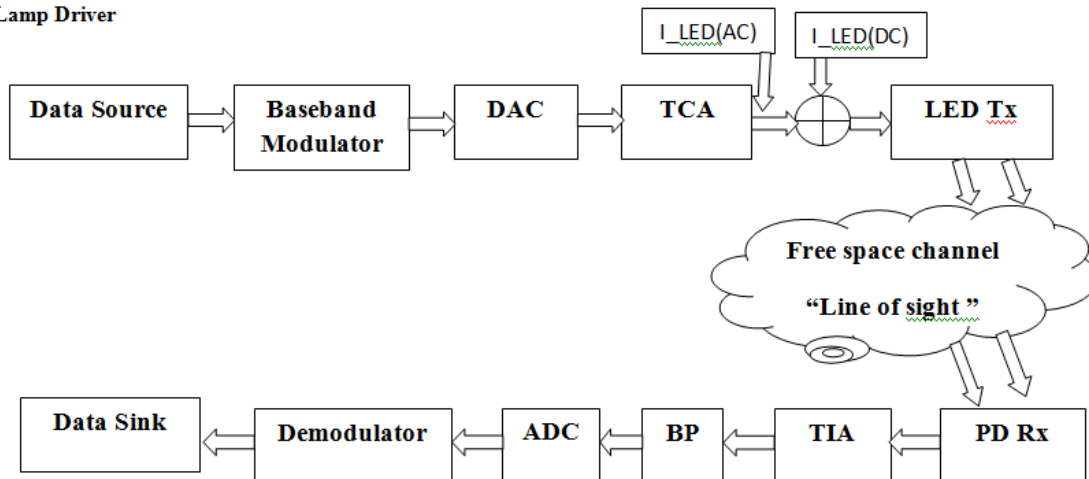 Lamp Driver
I_LED(AC)
I_LED(DC)
Data Source
Baseband
Modulator
DAC
TCA
LED Tx
Free space channel
“Line of sight ”
Data Sink
Demodulator
ADC
BP
TIA
PD Rx